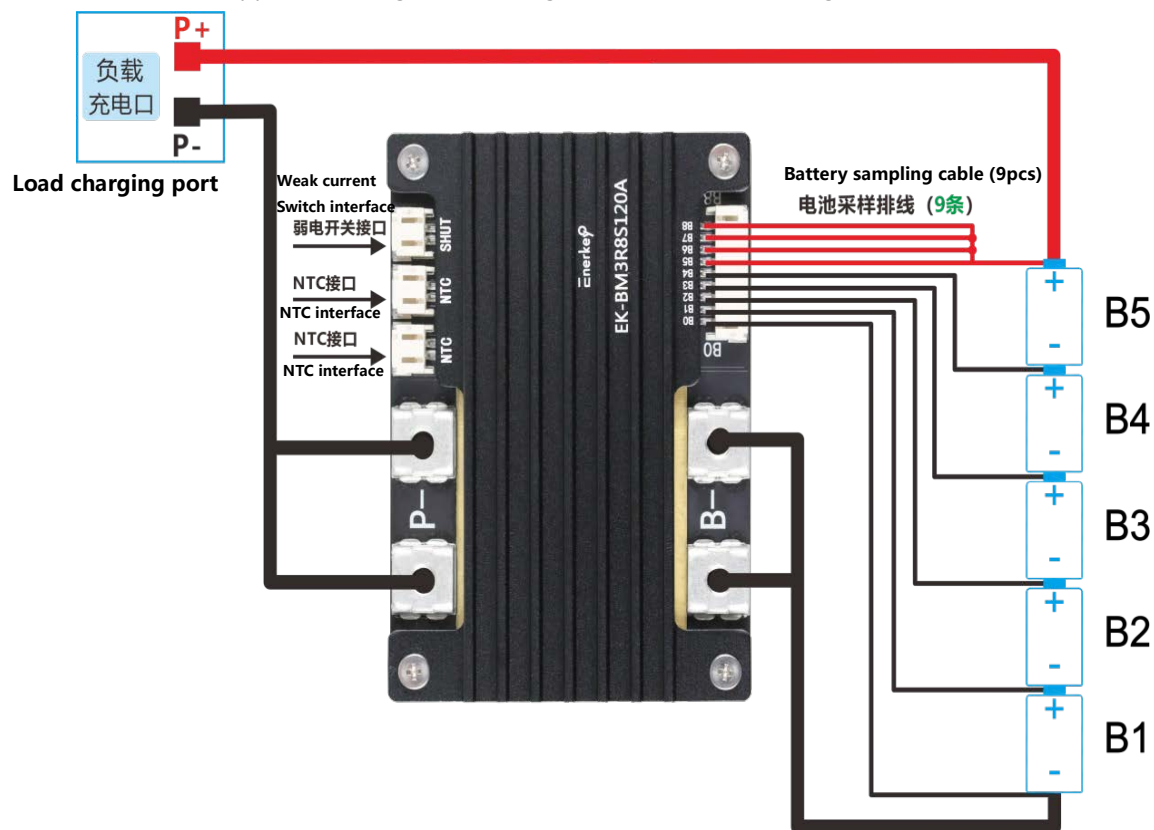 P+
负载
充电口
P-
Load charging port
Weak current
Switch interface
弱电开关接口
NTC接口
NTC interface
NTC接口
NTC interface
SHUT
NTC
NTC
Enerkey
EK-BM3R8S120A
Battery sampling cable (9pcs)
电池采样排线（9条）
B8
B8
B7
B6
B5
B4
B3
B2
B1
B0
B0
P-
B-
+
-
B5
+
-
B4
+
-
B3
+
-
B2
+
-
B1